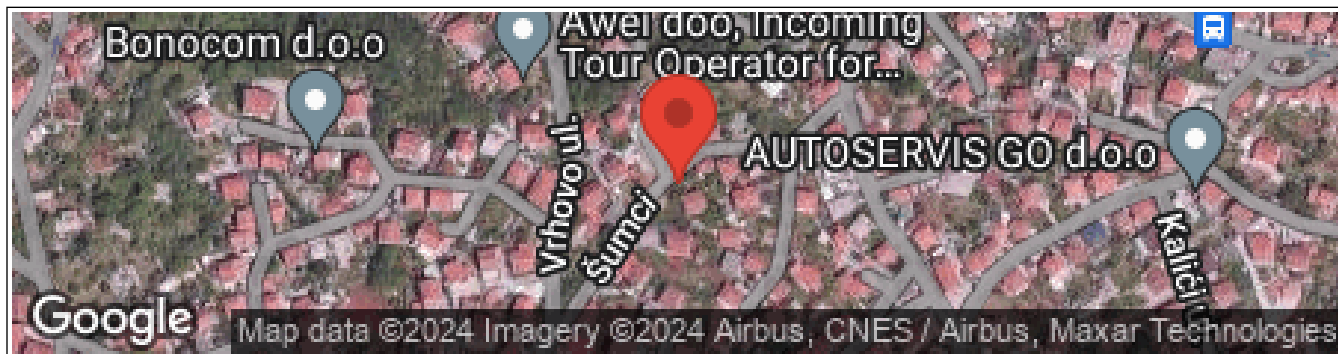 Awel doo, Incoming
Tour Operator for...
Bonocom d.o.o
Vrhovo ul.
Šumci
AUTOSERVIS GO d.o.o
Google
Map data ©2024 Imagery ©2024 Airbus, CNES / Airbus, Maxar Technologies